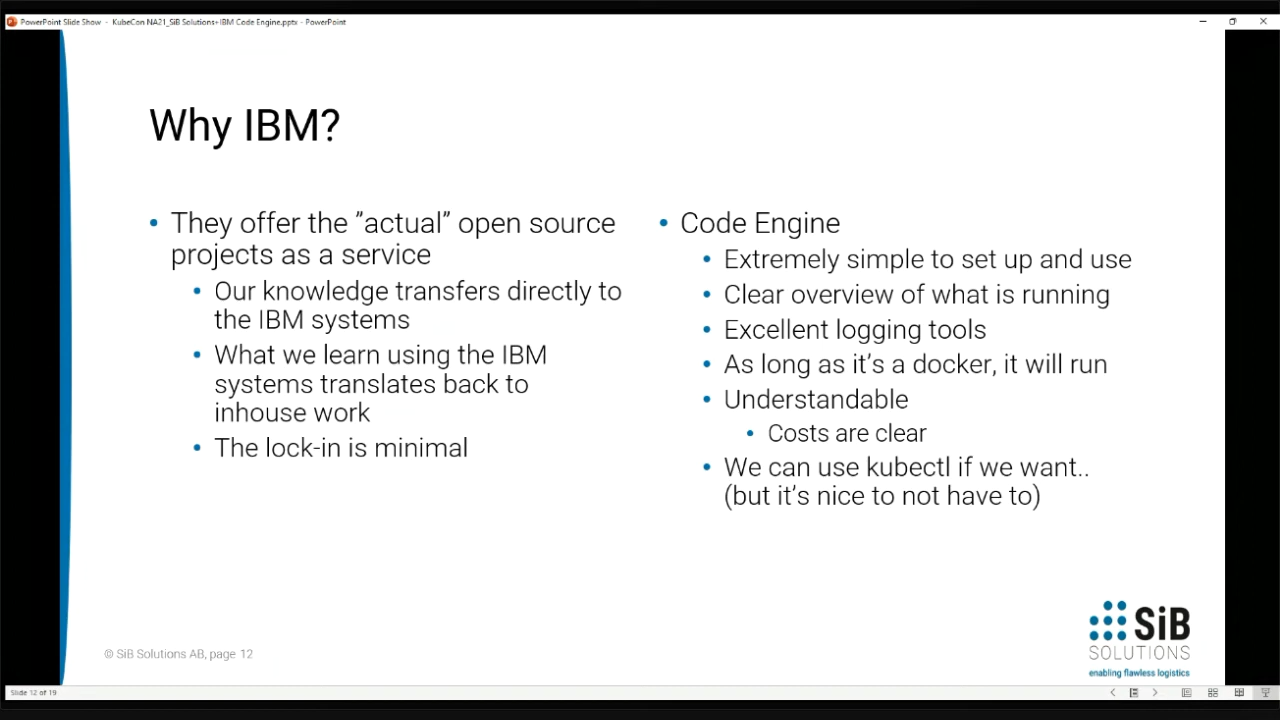 PowerPoint Slide Show - KubeCon NA21_SiB Solutions+IBM Code Engine.pptx - PowerPoint
Why IBM?
• They offer the ”actual” open source
projects as a service
• Our knowledge transfers directly to
the IBM systems
• What we learn using the IBM
systems translates back to
inhouse work
• The lock-in is minimal
• Code Engine
• Extremely simple to set up and use
• Clear overview of what is running
• Excellent logging tools
• As long as it’s a docker, it will run
• Understandable
• Costs are clear
• We can use kubectl if we want..
(but it’s nice to not have to)
© SiB Solutions AB, page 12
SiB
SOLUTIONS
enabling flawless logistics
Slide 12 of 19